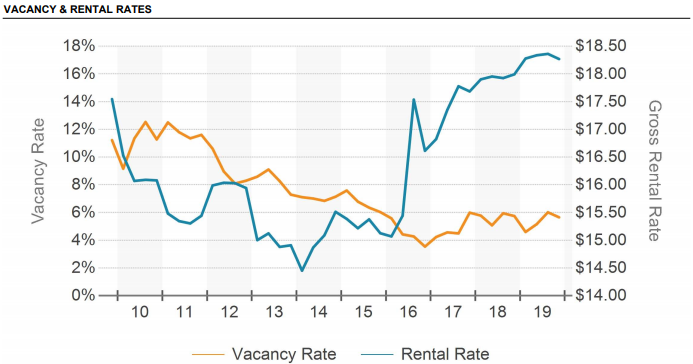 VACANCY & RENTAL RATES
18% $18.50
16% $18.00
14% $17.50
12% $17.00
10% $16.50
8% $16.00
6% $15.50
4% $15.00
2% $14.50
0% $14.00
Vacancy Rate
Gross Rental Rate
10 11 12 13 14 15 16 17 18 19
Vacancy Rate Rental Rate